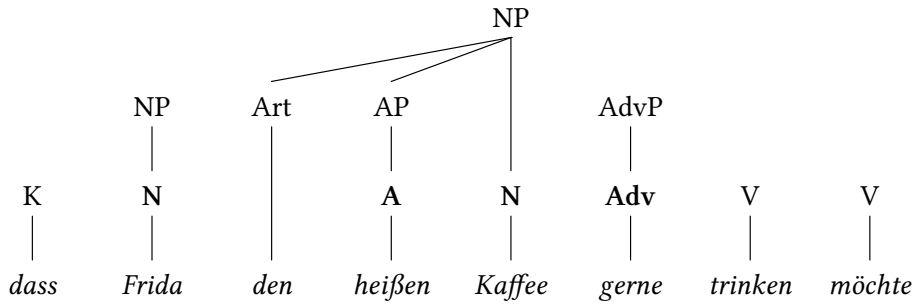 NP
NP Art AP AdvP
K N A N Adv V V
dass Frida den heißen Kaffee gerne trinken möchte